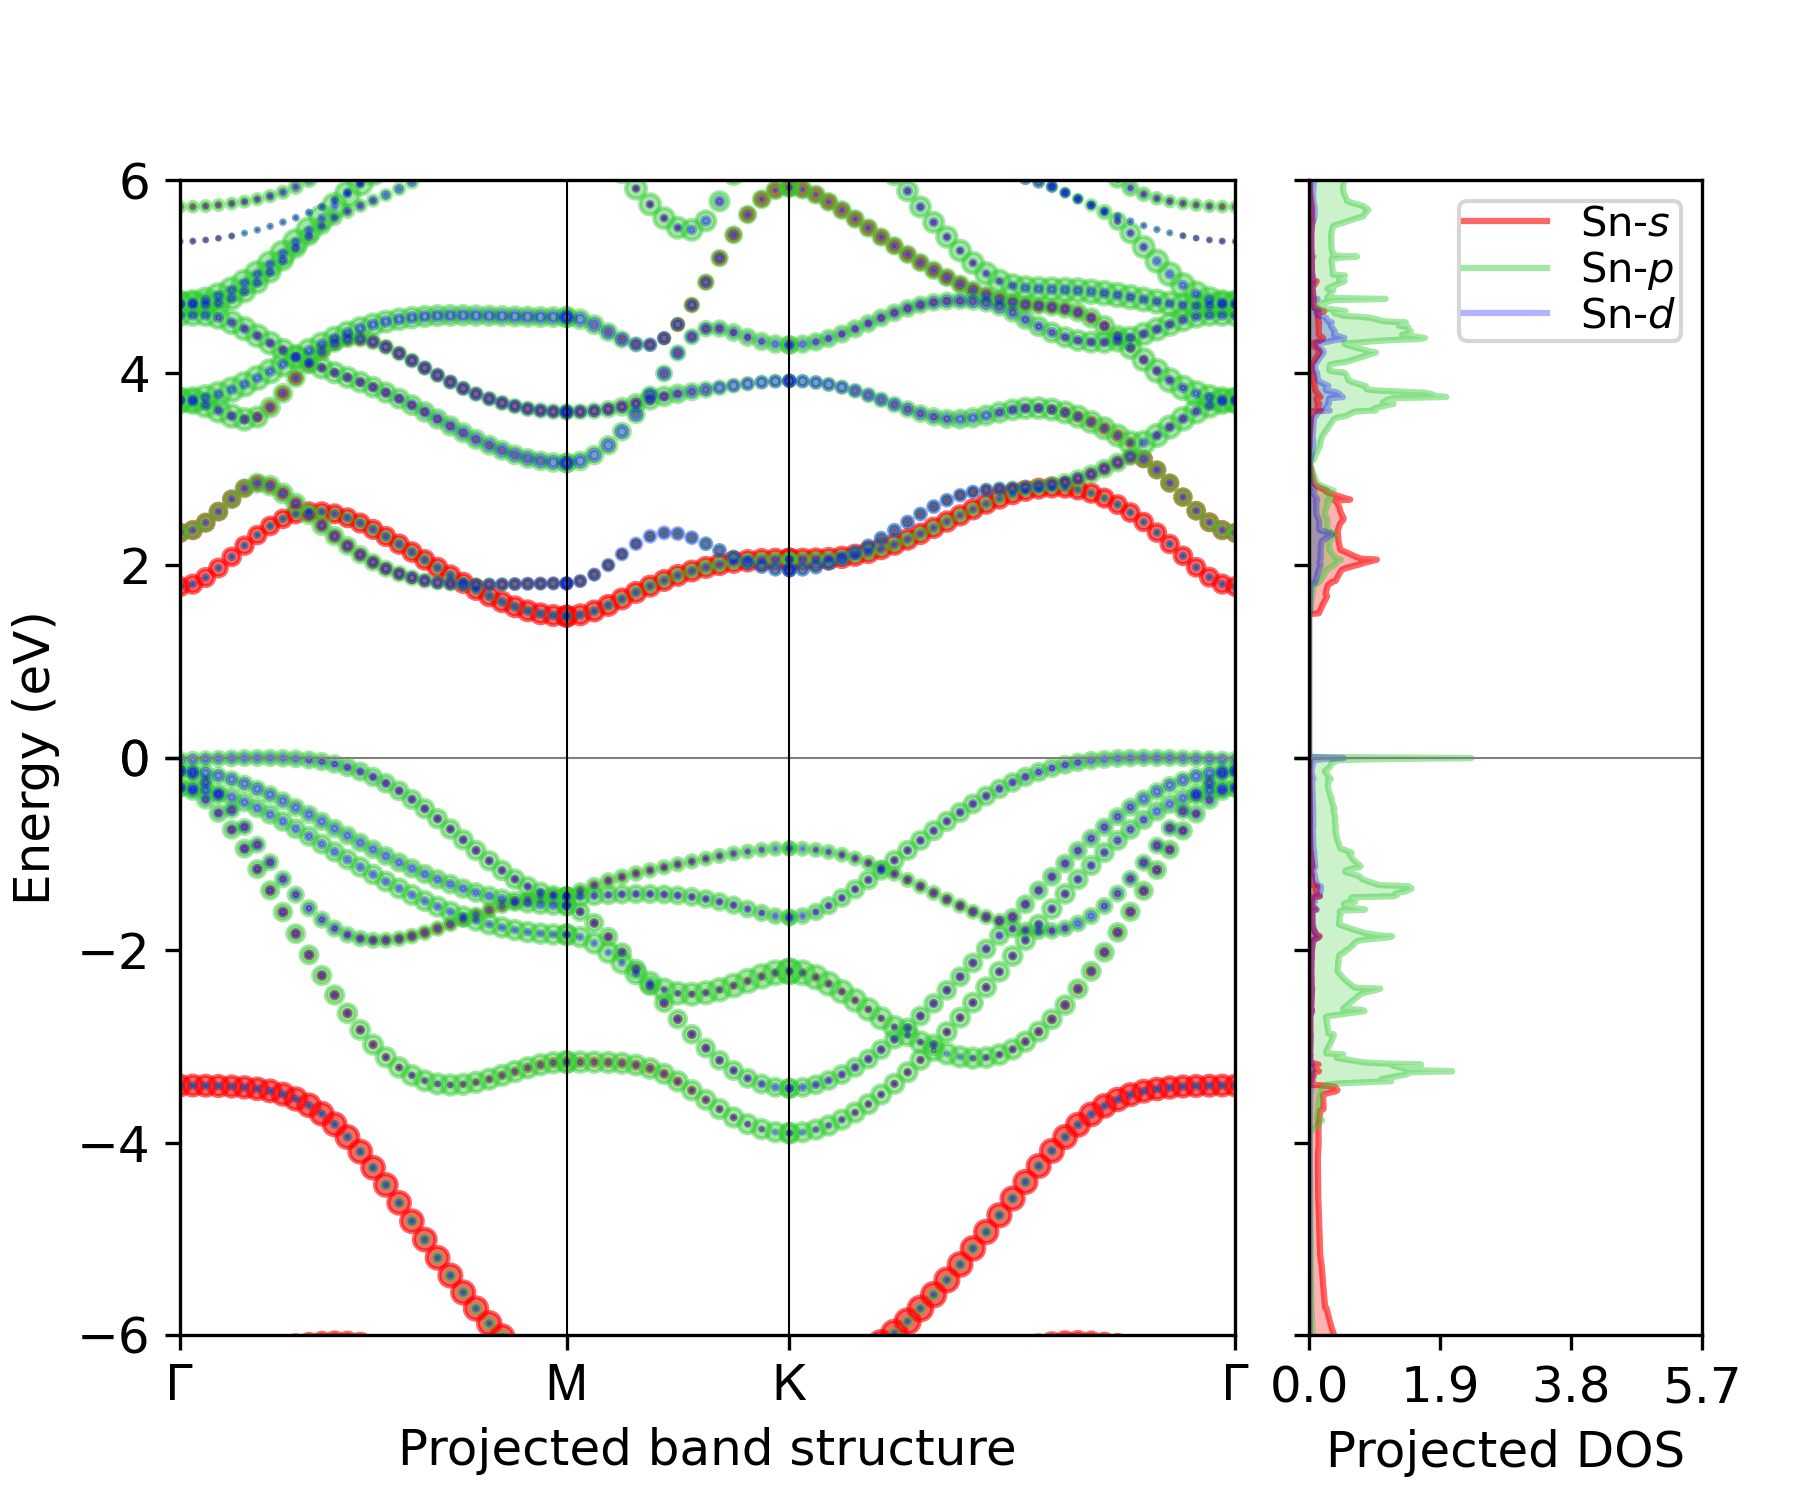 6
4
2
0
−2
−4
−6
Energy (eV)
Γ
M
K
Γ
Projected band structure
Sn-s
Sn-p
Sn-d
0.0
1.9
3.8
5.7
Projected DOS